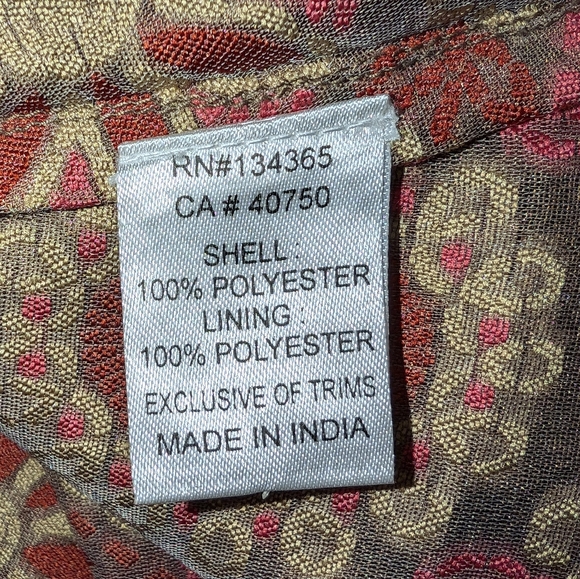 RN#134365
CA# 40750
SHELL :
100% POLYESTER
LINING :
100% POLYESTER
EXCLUSIVE OF TRIMS
MADE IN INDIA